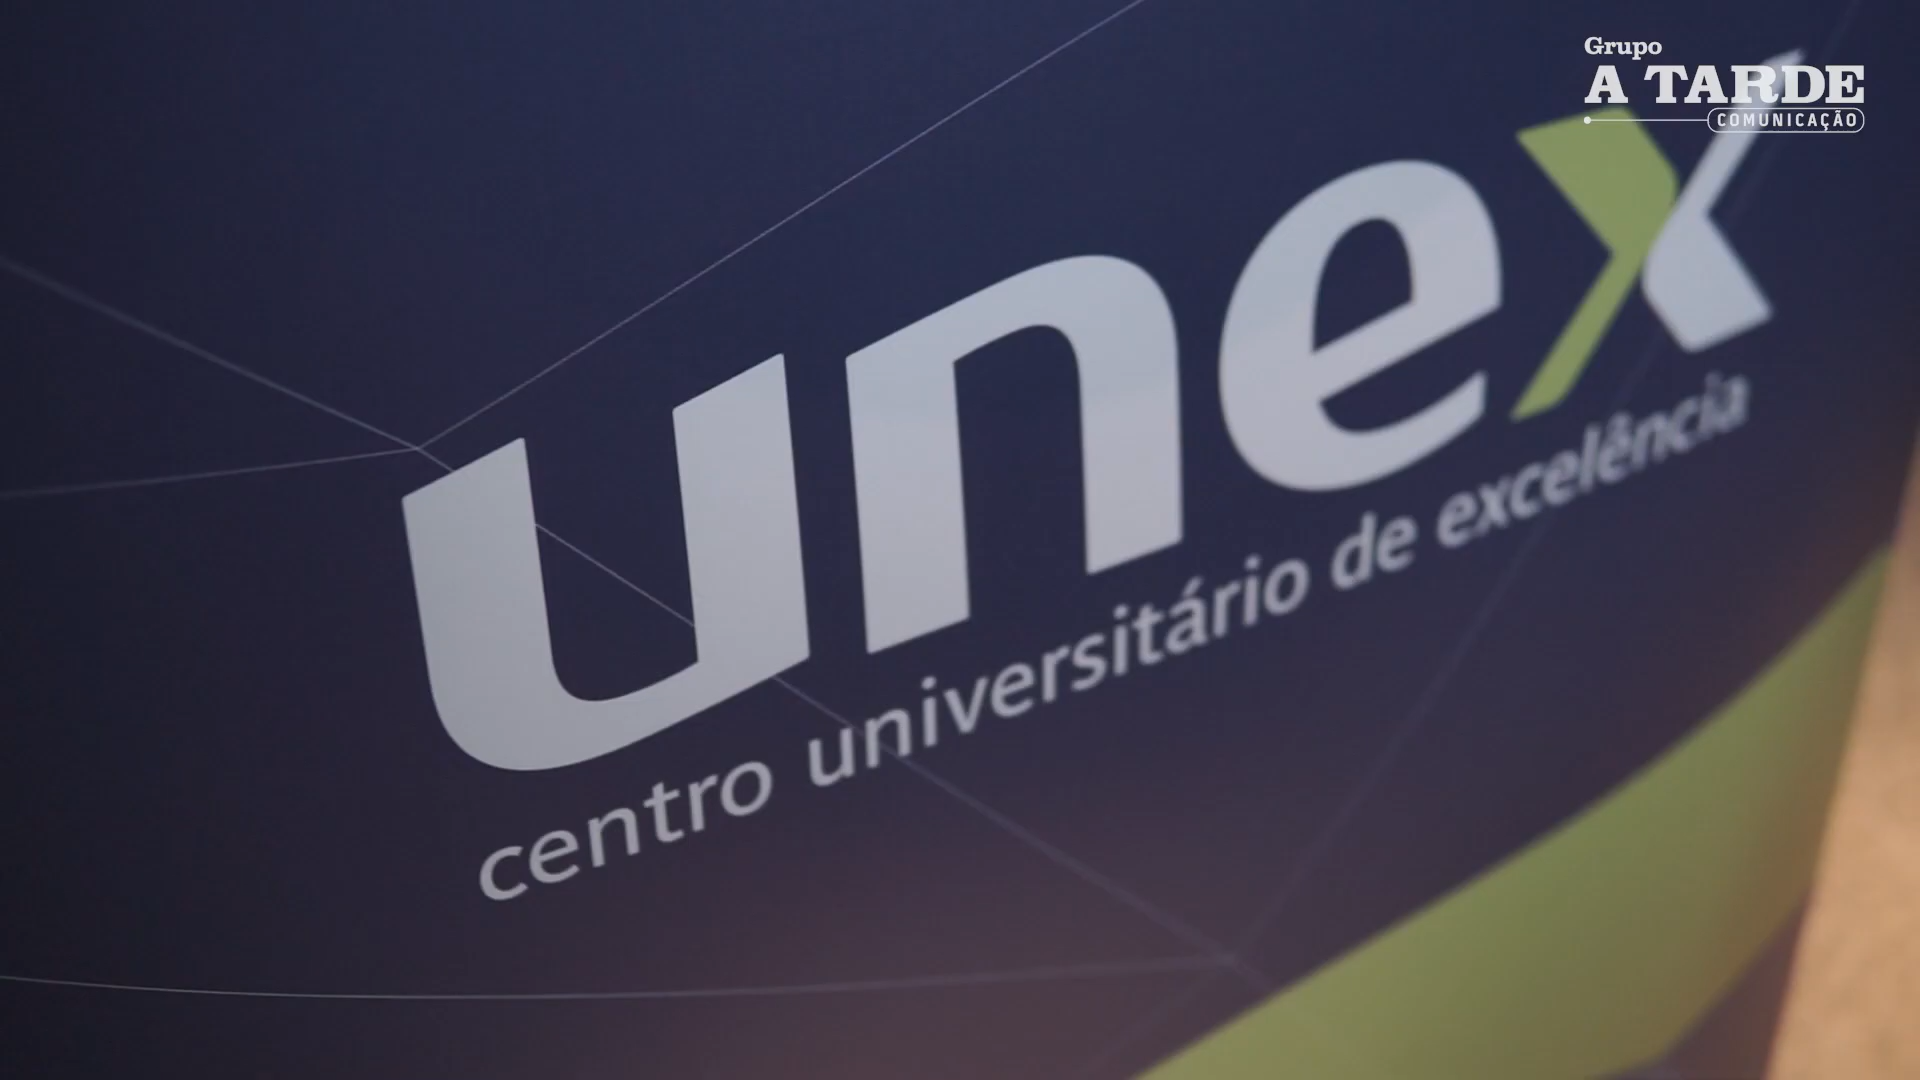 Grupo
A TARDE
COMUNICAÇÃO
unex
centro universitário de excelência